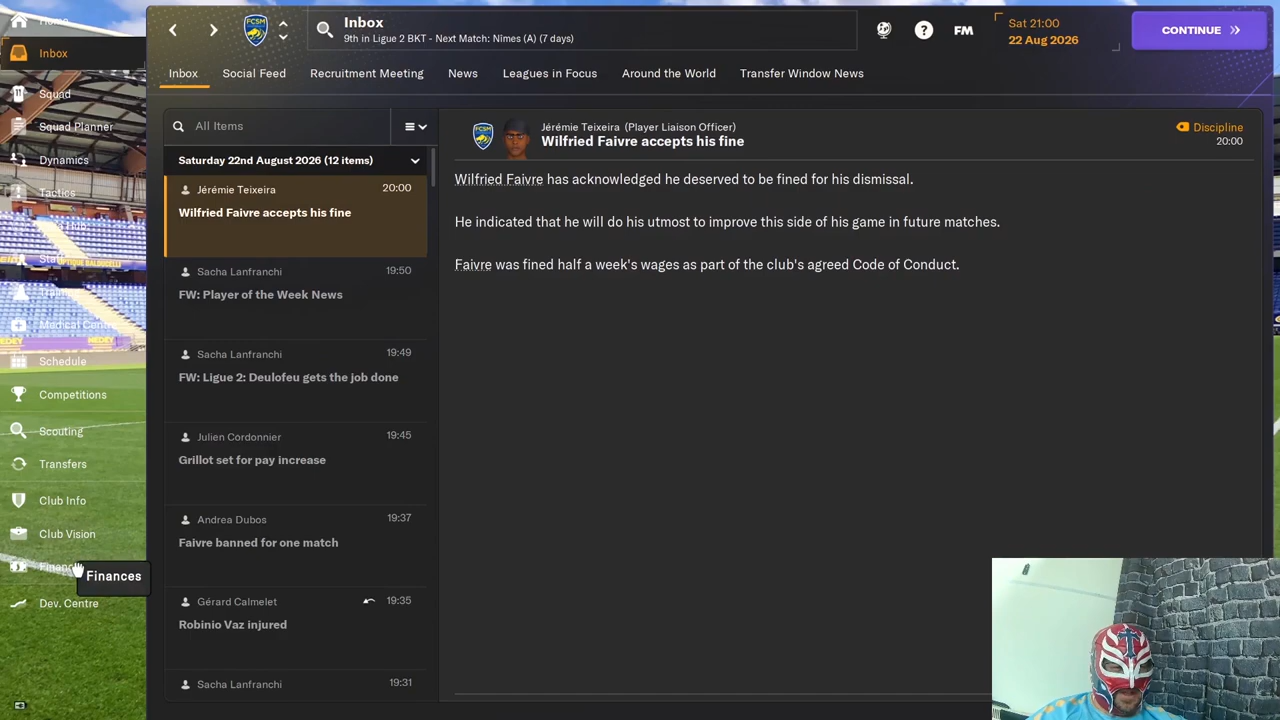 Home
Inbox
Squad
Squad Planner
Dynamics
Tactics
Staff
Medical Centre
Schedule
Competitions
Scouting
Transfers
Club Info
Club Vision
Finances
Dev. Centre
FCSM
Inbox
9th in Ligue 2 BKT - Next Match: Nimes (A) (7 days)
?
FM
Sat 21:00
22 Aug 2026
CONTINUE
Inbox
Social Feed
Recruitment Meeting
News
Leagues in Focus
Around the World
Transfer Window News
All Items
Saturday 22nd August 2026 (12 items)
Jérémie Teixeira
20:00
Wilfried Faivre accepts his fine
Sacha Lanfranchi
19:50
FW: Player of the Week News
Sacha Lanfranchi
19:49
FW: Ligue 2: Deulofeu gets the job done
Julien Cordonnier
19:45
Grillot set for pay increase
Andrea Dubos
19:37
Faivre banned for one match
Gérard Calmelet
19:35
Robinio Vaz injured
Sacha Lanfranchi
19:31
FCSM
Jérémie Teixeira (Player Liaison Officer)
Wilfried Faivre accepts his fine
Discipline
20:00
Wilfried Faivre has acknowledged he deserved to be fined for his dismissal.
He indicated that he will do his utmost to improve this side of his game in future matches.
Faivre was fined half a week's wages as part of the club's agreed Code of Conduct.
Finances